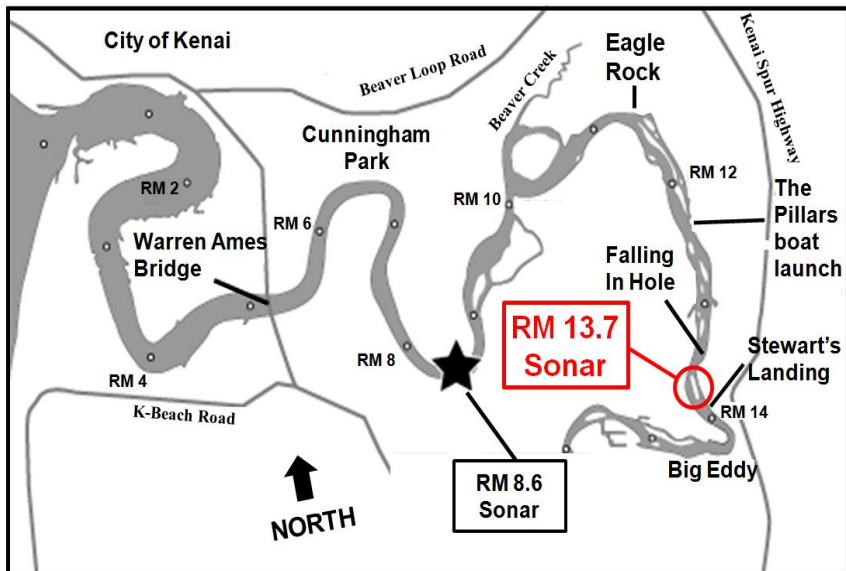 City of Kenai
Beaver Loop Road
Beaver Creek
Eagle
Rock
Kenai Spur Highway
Cunningham
Park
RM 2
RM 6
RM 10
RM 12
The
Pillars
boat
launch
Warren Ames
Bridge
Falling
In Hole
RM 13.7
Sonar
RM 8
RM 4
Stewart's
Landing
K-Beach Road
RM 14
Big Eddy
RM 8.6
Sonar
NORTH